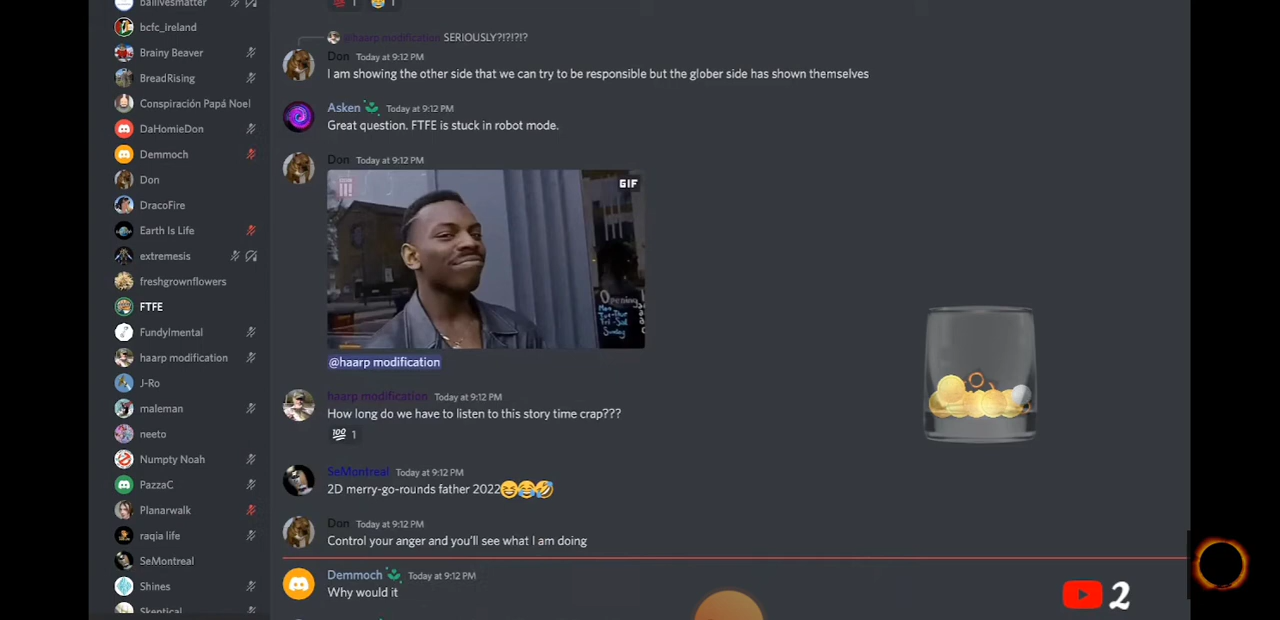 ballivesmatter
bcfc_ireland
Brainy Beaver
BreadRising
Conspiración Papá Noel
DaHomieDon
Demmoch
Don
DracoFire
Earth Is Life
extremesis
freshgrownflowers
FTFE
Fundylmental
haarp modification
J-Ro
maleman
neeto
Numpty Noah
PazzaC
Planarwalk
raqia life
SeMontreal
Shines
Skeptical
1 1
@haarp modification SERIOUSLY?!?!?!?
Don Today at 9:12 PM
I am showing the other side that we can try to be responsible but the glober side has shown themselves
Asken Today at 9:12 PM
Great question. FTFE is stuck in robot mode.
Don Today at 9:12 PM
GIF
@haarp modification
haarp modification Today at 9:12 PM
How long do we have to listen to this story time crap???
💯 1
SeMontreal Today at 9:12 PM
2D merry-go-rounds father 2022😆😂🤣
Don Today at 9:12 PM
Control your anger and you'll see what I am doing
Demmoch Today at 9:12 PM
Why would it
2